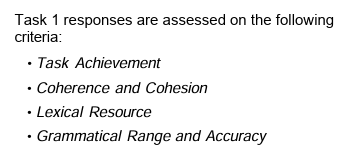 Task 1 responses are assessed on the following
criteria:
• Task Achievement
• Coherence and Cohesion
• Lexical Resource
• Grammatical Range and Accuracy